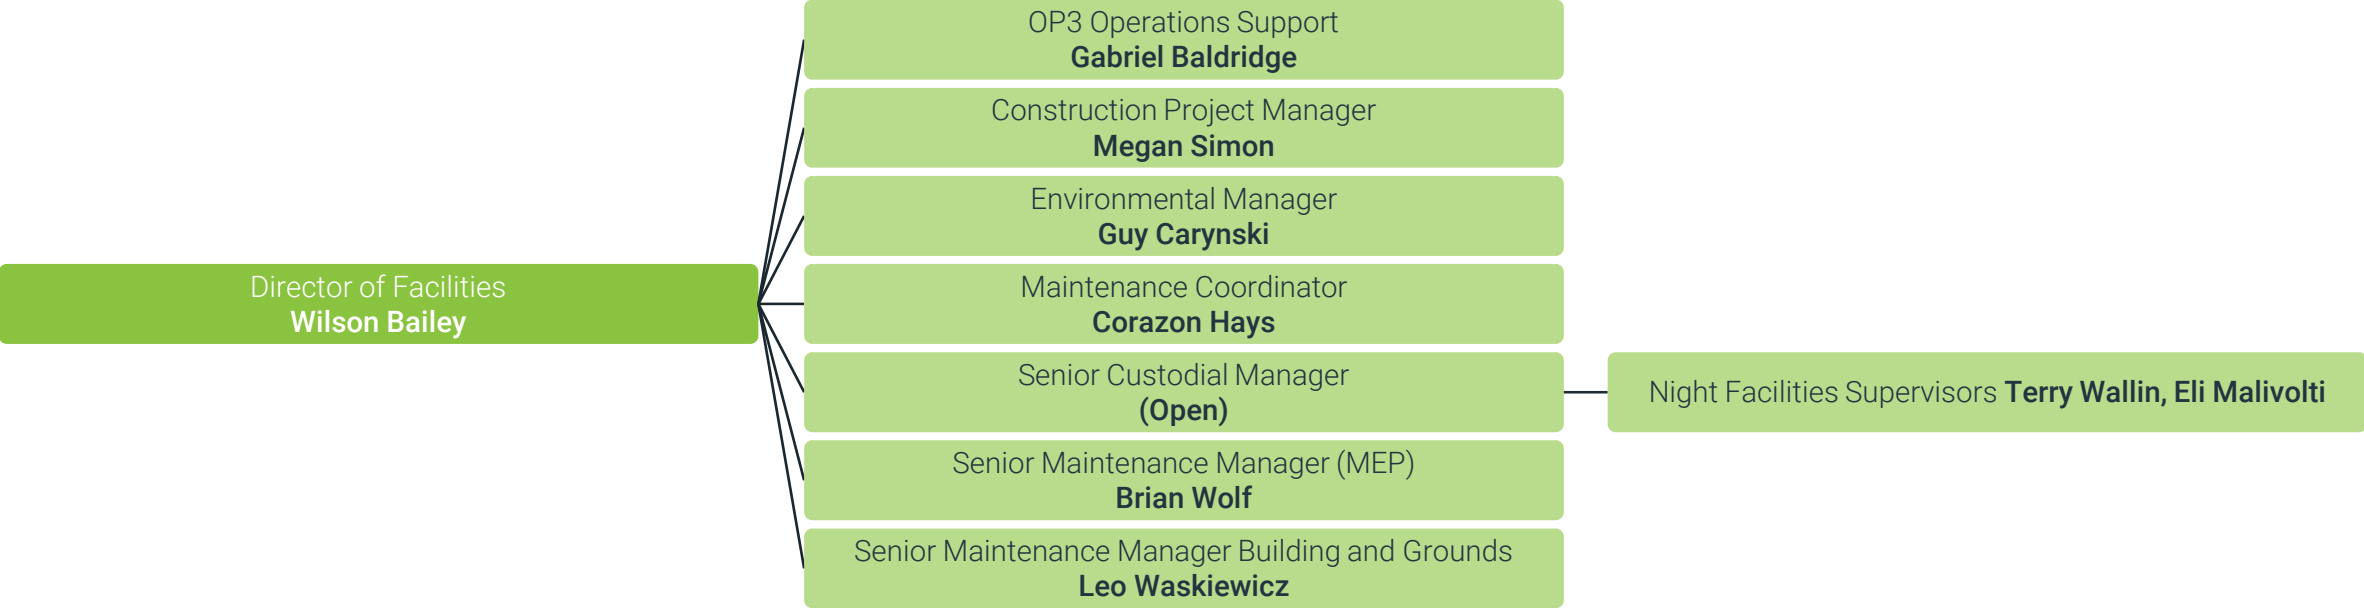 OP3 Operations Support
Gabriel Baldridge
Construction Project Manager
Megan Simon
Environmental Manager
Guy Carynski
Director of Facilities
Wilson Bailey
Maintenance Coordinator
Corazon Hays
Senior Custodial Manager
(Open)
Night Facilities Supervisors Terry Wallin, Eli Malivolti
Senior Maintenance Manager (MEP)
Brian Wolf
Senior Maintenance Manager Building and Grounds
Leo Waskiewicz